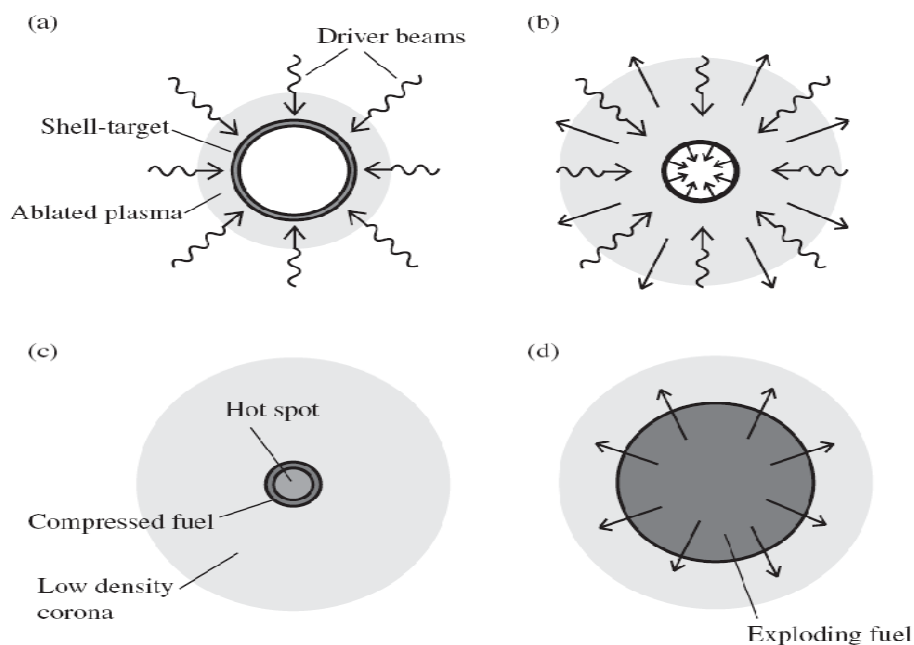 (a)
Driver beams
Shell-target
Ablated plasma
(b)
(c)
Hot spot
Compressed fuel
Low density
corona
(d)
Exploding fuel